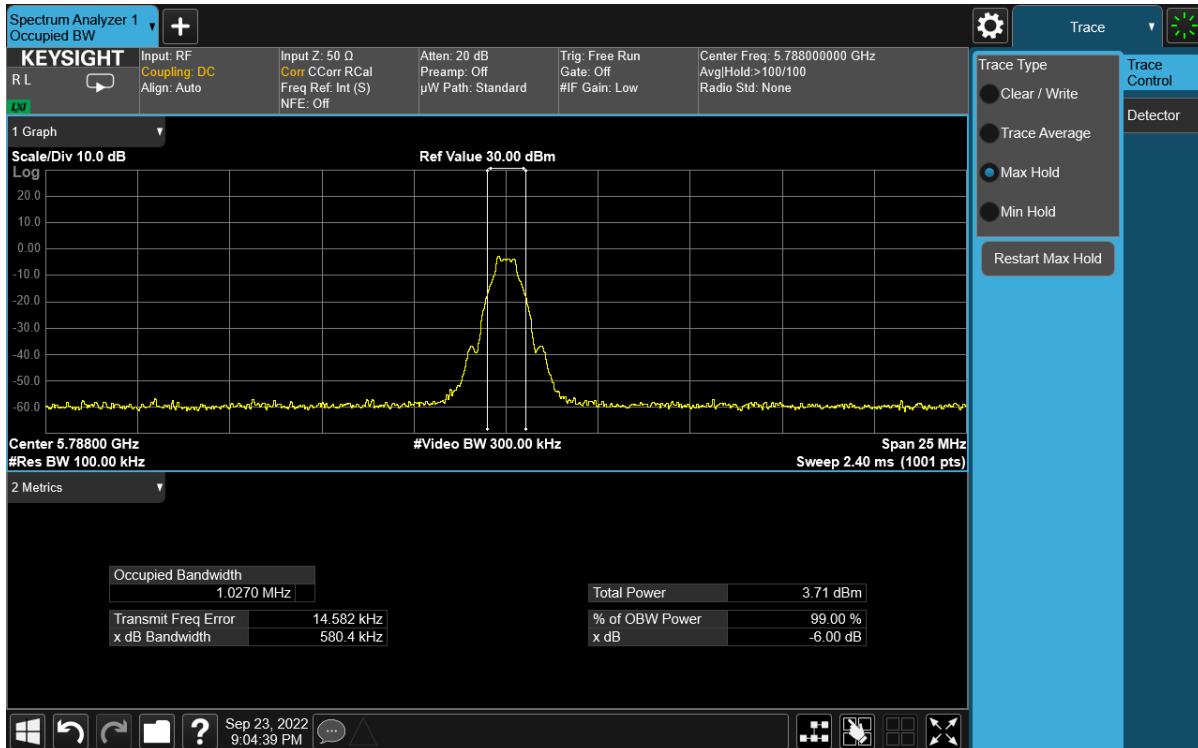 Spectrum Analyzer 1
Occupied BW
Trace
KEYSIGHT
R L
LXI
Input: RF
Coupling: DC
Align: Auto
Input Z: 50 Ω
Corr CCorr RCal
Freq Ref: Int (S)
NFE: Off
Atten: 20 dB
Preamp: Off
µW Path: Standard
Trig: Free Run
Gate: Off
#IF Gain: Low
Center Freq: 5.788000000 GHz
Avg|Hold:>100/100
Radio Std: None
Trace Type
Clear / Write
Trace Average
Max Hold
Min Hold
Restart Max Hold
Trace
Control
Detector
1 Graph
Scale/Div 10.0 dB
Ref Value 30.00 dBm
Log
20.0
10.0
0.00
-10.0
-20.0
-30.0
-40.0
-50.0
-60.0
Center 5.78800 GHz
#Video BW 300.00 kHz
Span 25 MHz
#Res BW 100.00 kHz
Sweep 2.40 ms (1001 pts)
2 Metrics
Occupied Bandwidth
1.0270 MHz
Total Power 3.71 dBm
Transmit Freq Error 14.582 kHz
% of OBW Power 99.00 %
x dB Bandwidth 580.4 kHz
x dB -6.00 dB
?
Sep 23, 2022
9:04:39 PM